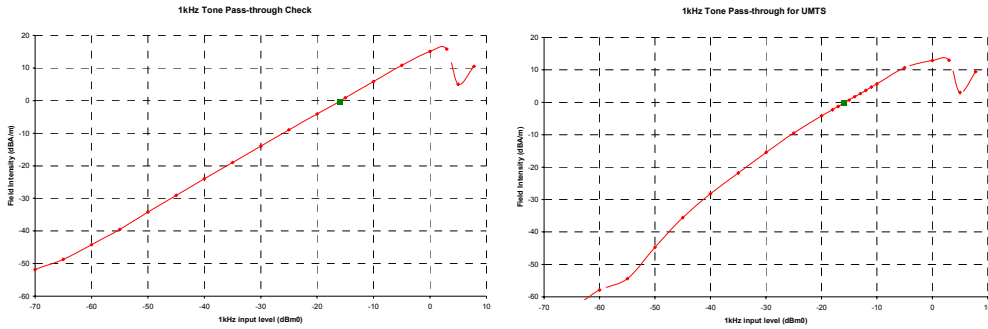 1kHz Tone Pass-through Check
20
10
0
-10
-20
-30
-40
-50
-60
Field Intensity (dBA/m)
-70 -60 -50 -40 -30 -20 -10 0 10
1kHz input level (dBm0)
1kHz Tone Pass-through for UMTS
20
10
0
-10
-20
-30
-40
-50
-60
Field Intensity (dBA/m)
-70 -60 -50 -40 -30 -20 -10 0 10
1kHz input level (dBm0)